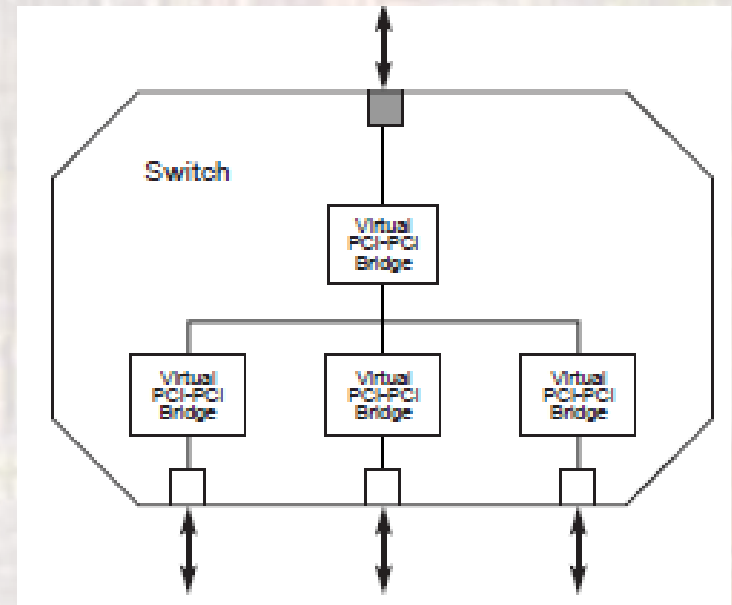 Switch
Virtual
PCI-PCI
Bridge
Virtual
PCI-PCI
Bridge
Virtual
PCI-PCI
Bridge
Virtual
PCI-PCI
Bridge